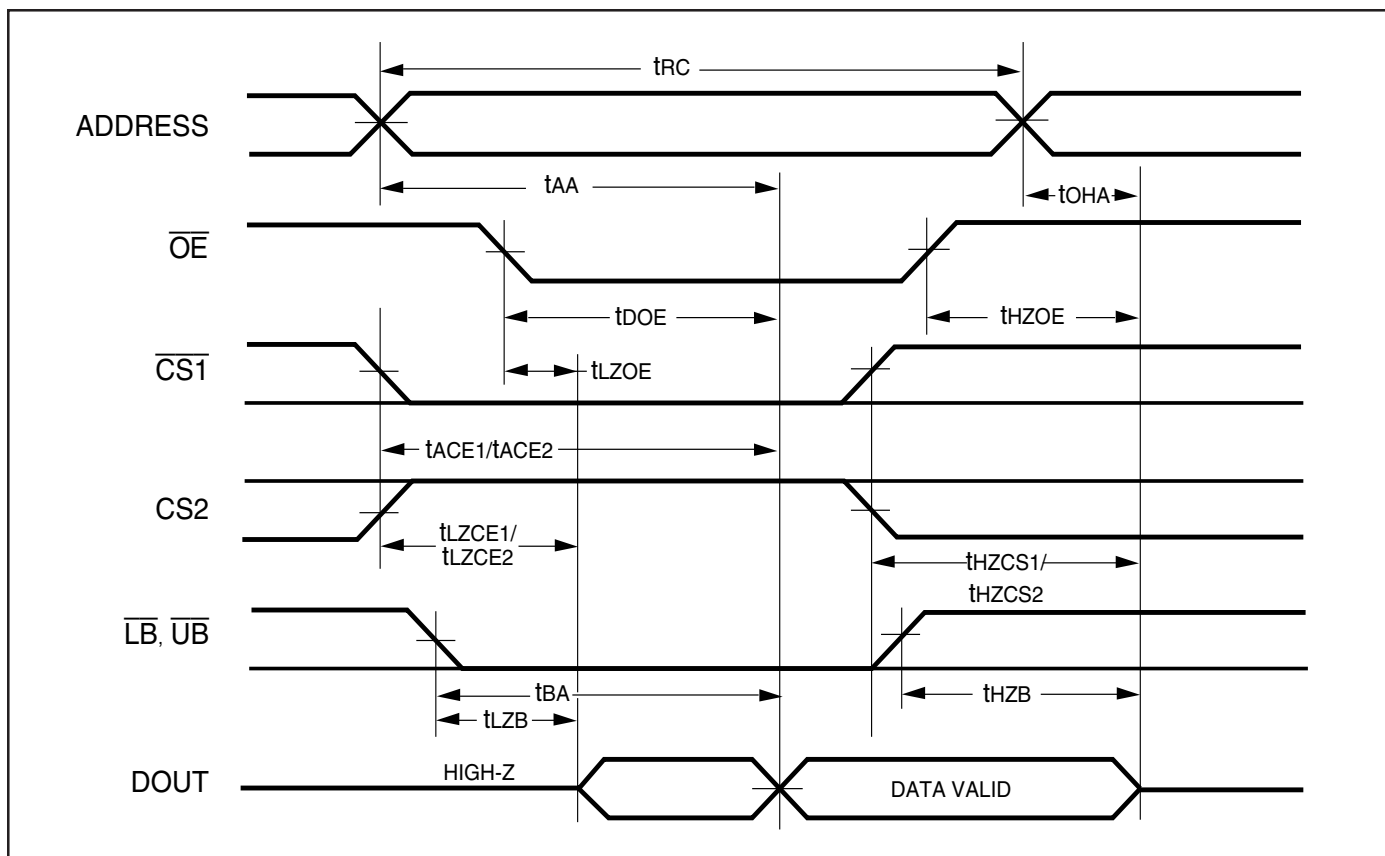 tRC
ADDRESS
tAA
tOHA
OE
tDOE
tHZOE
CS1
tLZOE
tACE1/tACE2
CS2
tLZCE1/
tLZCE2
tHZCS1/
tHZCS2
LB, UB
tBA
tHZB
tLZB
HIGH-Z
DOUT
DATA VALID